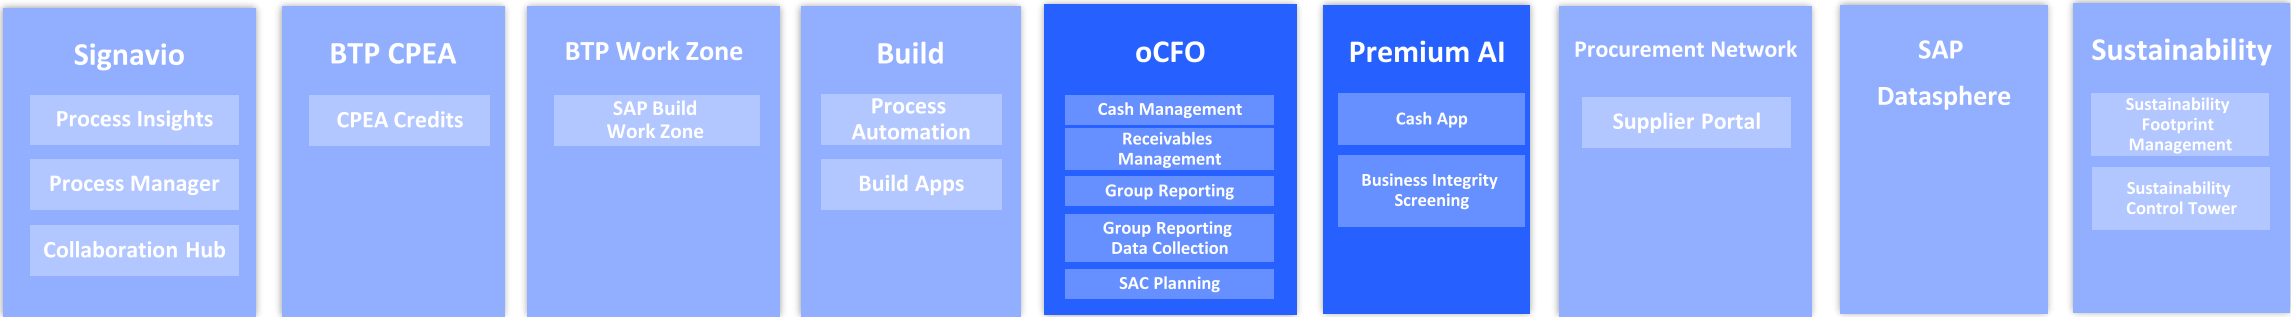 Signavio
Process Insights
Process Manager
Collaboration Hub
BTP CPEA
CPEA Credits
BTP Work Zone
SAP Build
Work Zone
Build
Process
Automation
Build Apps
oCFO
Cash Management
Receivables
Management
Group Reporting
Group Reporting
Data Collection
SAC Planning
Premium AI
Cash App
Business Integrity
Screening
Procurement Network
Supplier Portal
SAP
Datasphere
Sustainability
Sustainability
Footprint
Management
Sustainability
Control Tower